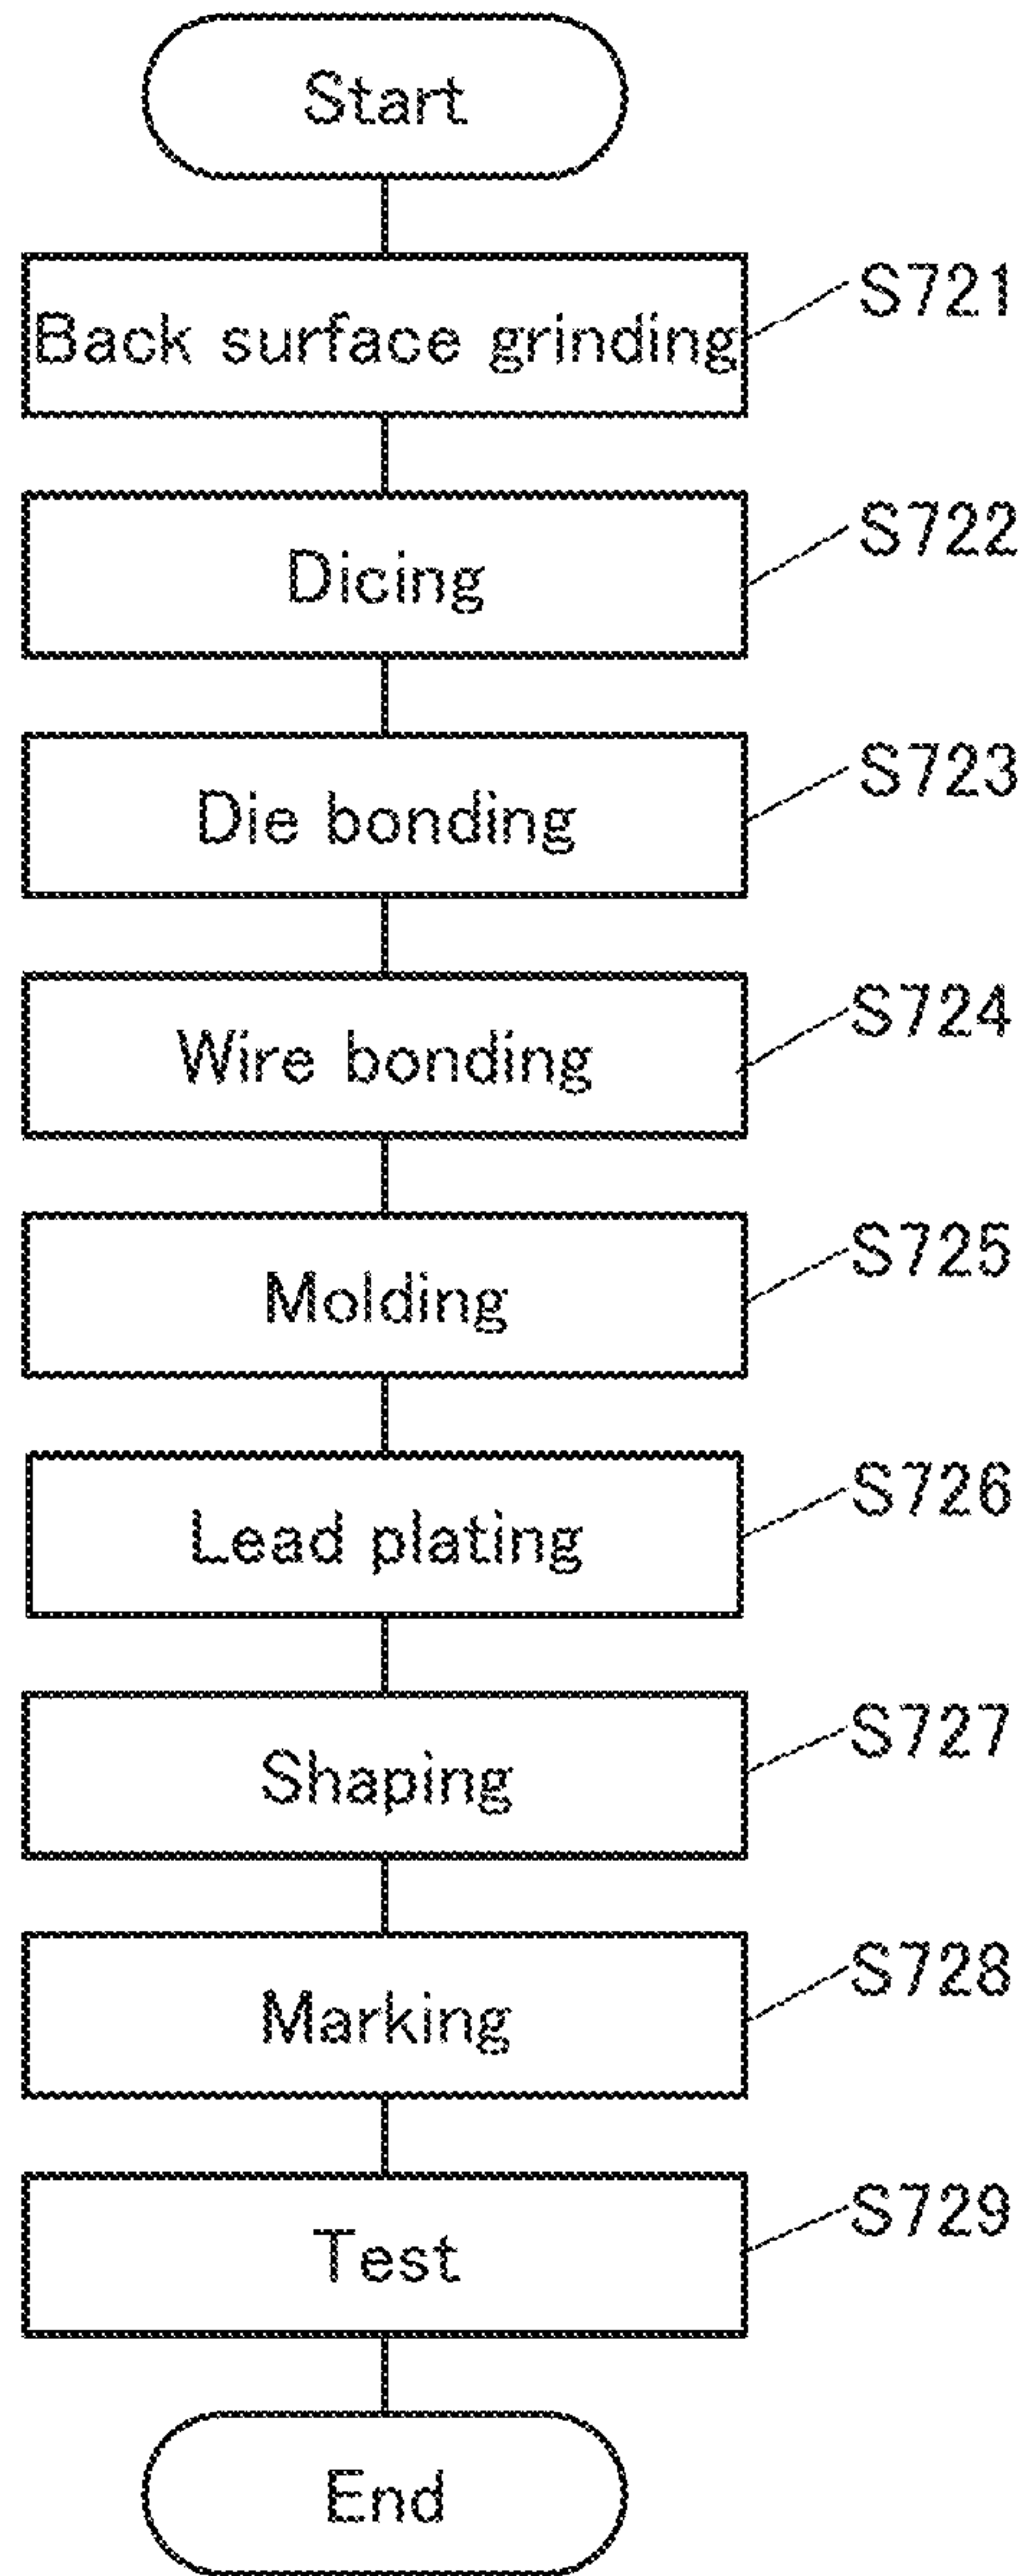 Start
Back surface grinding
S721
Dicing
S722
Die bonding
S723
Wire bonding
S724
Molding
S725
Lead plating
S726
Shaping
S727
Marking
S728
Test
S729
End